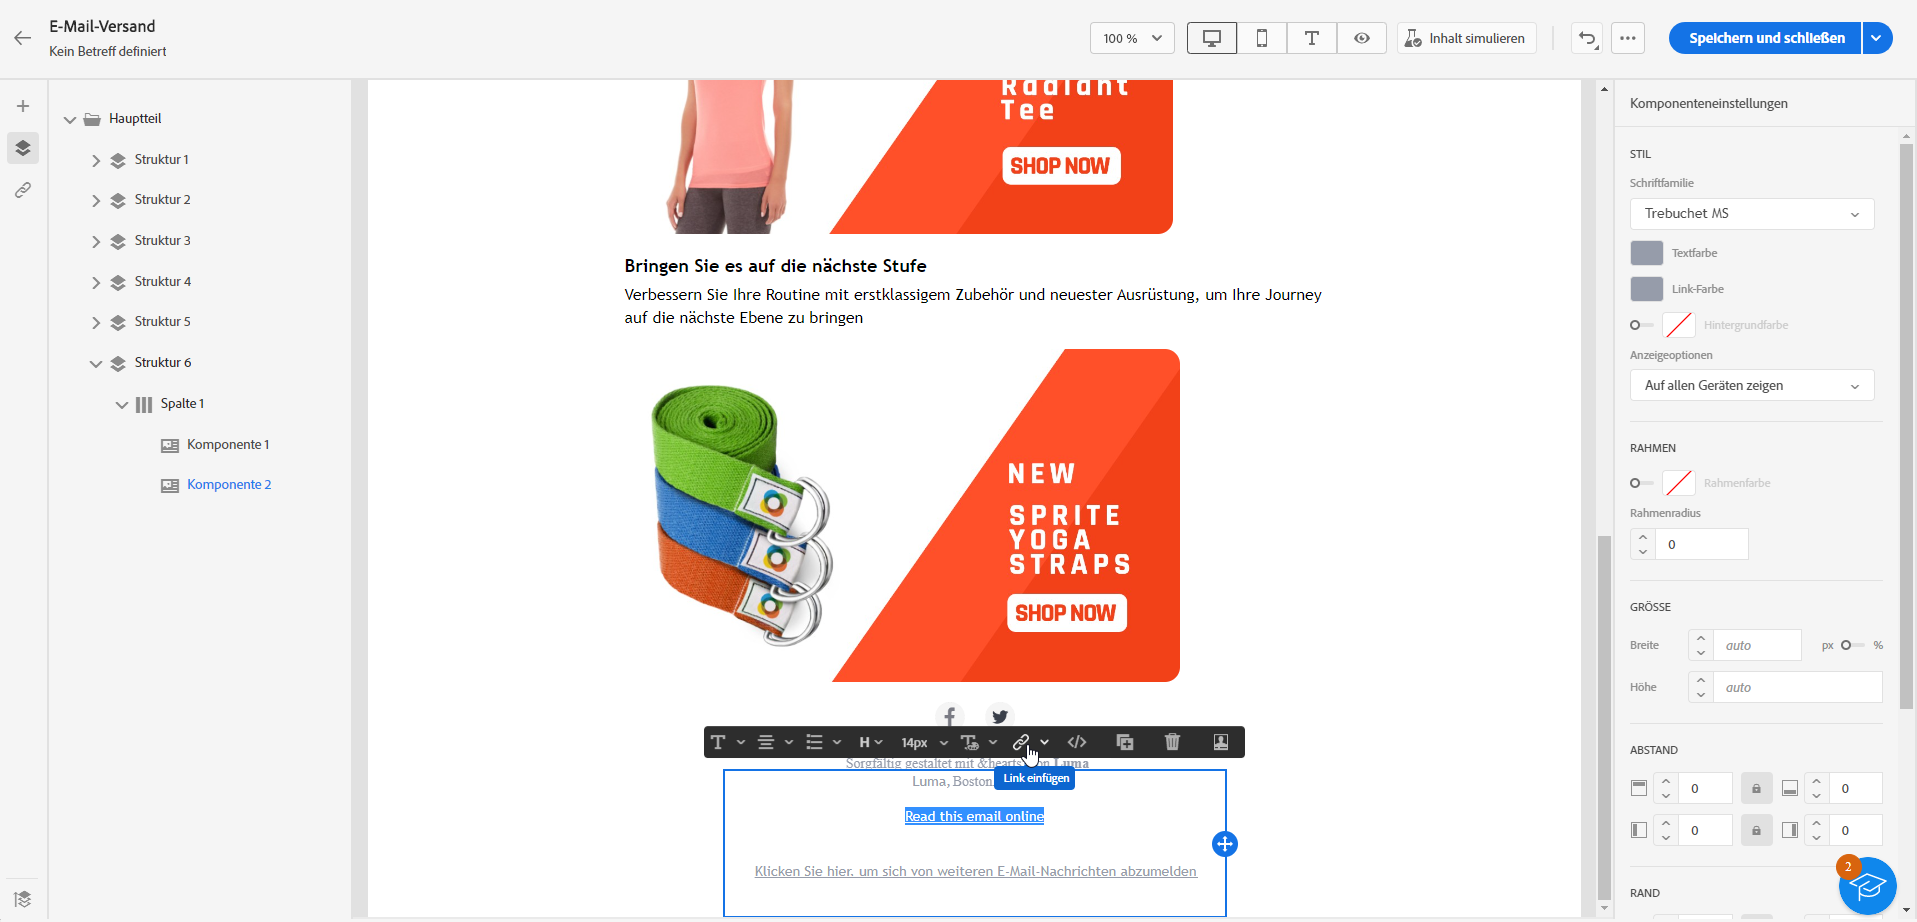 E-Mail-Versand
Kein Betreff definiert
100 %
Inhalt simulieren
Speichern und schließen
Hauptteil
Struktur 1
Struktur 2
Struktur 3
Struktur 4
Struktur 5
Struktur 6
Spalte 1
Komponente 1
Komponente 2
Radiant
Tee
SHOP NOW
Bringen Sie es auf die nächste Stufe
Verbessern Sie Ihre Routine mit erstklassigem Zubehör und neuester Ausrüstung, um Ihre Journey
auf die nächste Ebene zu bringen
NEW
SPRITE
YOGA
STRAPS
SHOP NOW
H
14px
Sorgfältig gestaltet mit &hearts on Luma
Luma, Boston
Link einfügen
Read this email online
Klicken Sie hier. um sich von weiteren E-Mail-Nachrichten abzumelden
Komponenteneinstellungen
STIL
Schriftfamilie
Trebuchet MS
Textfarbe
Link-Farbe
Hintergrundfarbe
Anzeigeoptionen
Auf allen Geräten zeigen
RAHMEN
Rahmenfarbe
Rahmenradius
0
GRÖSSE
Breite auto px %
Höhe auto
ABSTAND
0 0
0 0
2
RAND